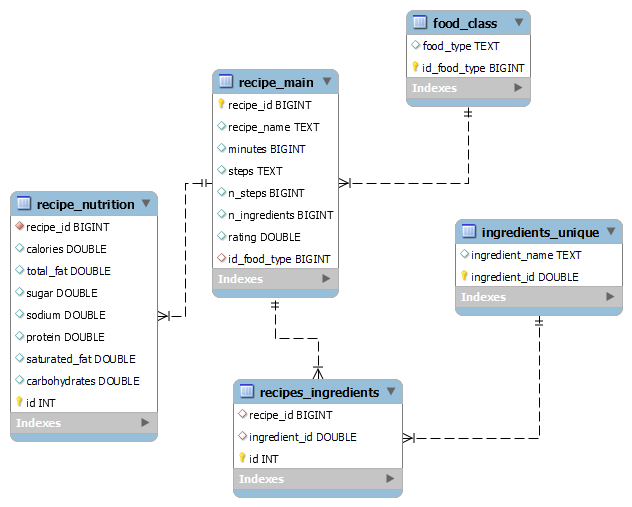 food_class
food_type TEXT
id_food_type BIGINT
Indexes
recipe_main
recipe_id BIGINT
recipe_name TEXT
minutes BIGINT
steps TEXT
n_steps BIGINT
n_ingredients BIGINT
rating DOUBLE
id_food_type BIGINT
Indexes
recipe_nutrition
recipe_id BIGINT
calories DOUBLE
total_fat DOUBLE
sugar DOUBLE
sodium DOUBLE
protein DOUBLE
saturated_fat DOUBLE
carbohydrates DOUBLE
id INT
Indexes
ingredients_unique
ingredient_name TEXT
ingredient_id DOUBLE
Indexes
recipes_ingredients
recipe_id BIGINT
ingredient_id DOUBLE
id INT
Indexes